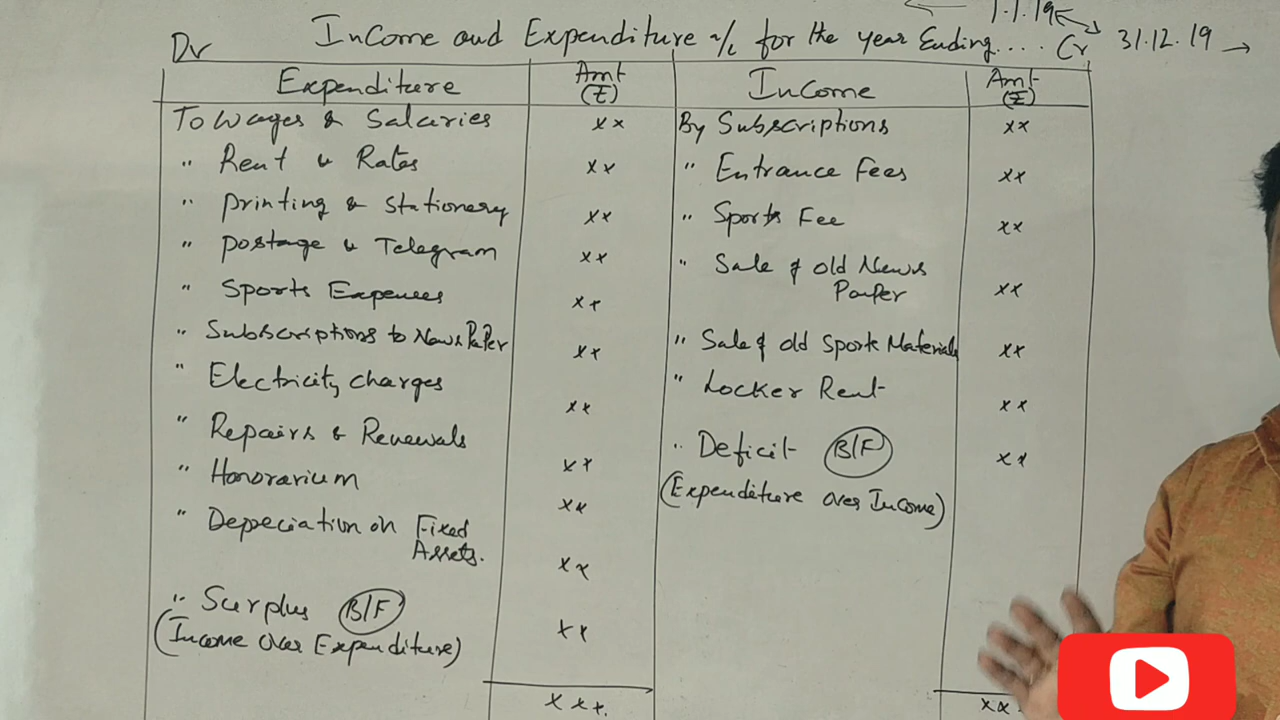 1.1.19
Income and Expenditure a/c for the year Ending....
Dr
Cr
31.12.19
Expenditure
Amt
(₹)
Income
Amt
(₹)
To Wages & Salaries
xx
By Subscriptions
xx
" Rent & Rates
xx
" Entrance Fees
xx
" Printing & Stationery
xx
" Sports Fee
xx
" Postage & Telegram
xx
" Sale of old News
Paper
xx
" Sports Expenses
xx
" Subscriptions to News Paper
xx
" Sale of old Sports Materials
xx
" Electricity charges
xx
" Locker Rent
xx
" Repairs & Renewals
xx
" Deficit B/F
xx
(Expenditure over Income)
" Honorarium
xx
" Depeciation on Fixed
Assets.
xx
" Surplus B/F
(Income over Expenditure)
xx
xxx.
xx